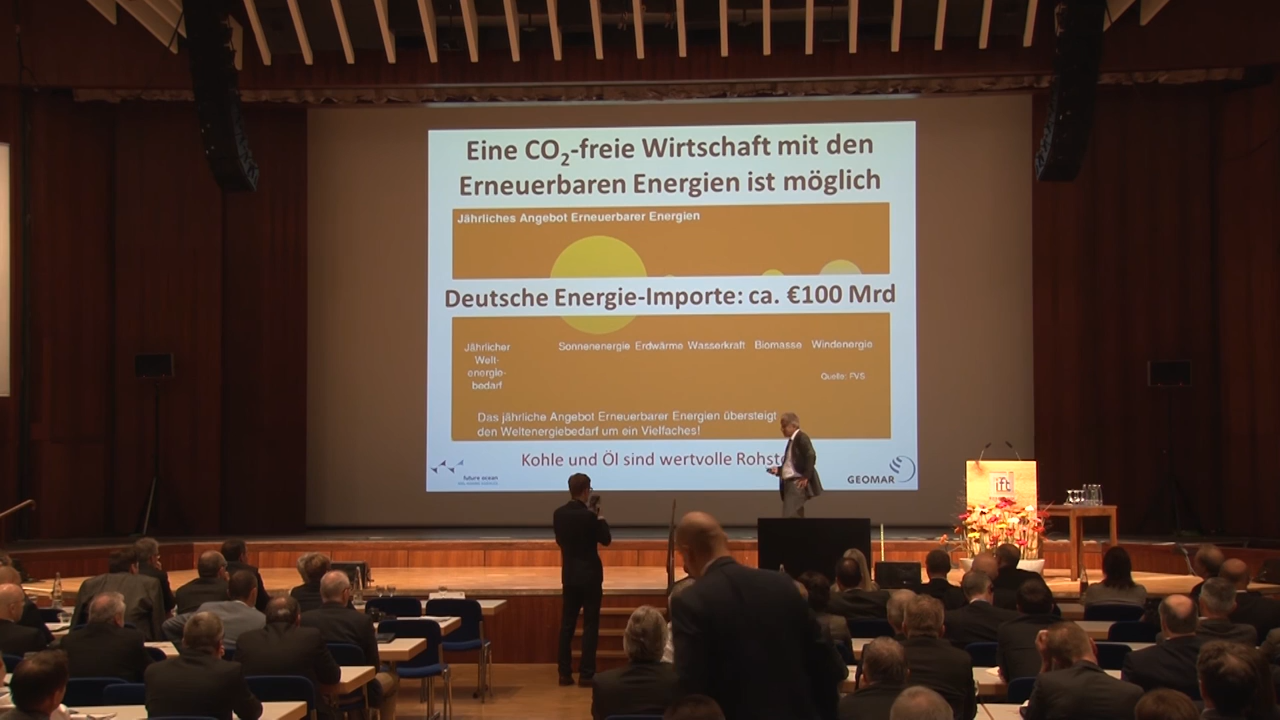 Eine CO₂-freie Wirtschaft mit den
Erneuerbaren Energien ist möglich
Jährliches Angebot Erneuerbarer Energien
Deutsche Energie-Importe: ca. €100 Mrd
Jährlicher
Welt-
energie-
bedarf
Sonnenenergie Erdwärme Wasserkraft Biomasse Windenergie
Quelle: FVS
Das jährliche Angebot Erneuerbarer Energien übersteigt
den Weltenergiebedarf um ein Vielfaches!
Kohle und Öl sind wertvolle Rohsto
future ocean
GEOMAR
ift